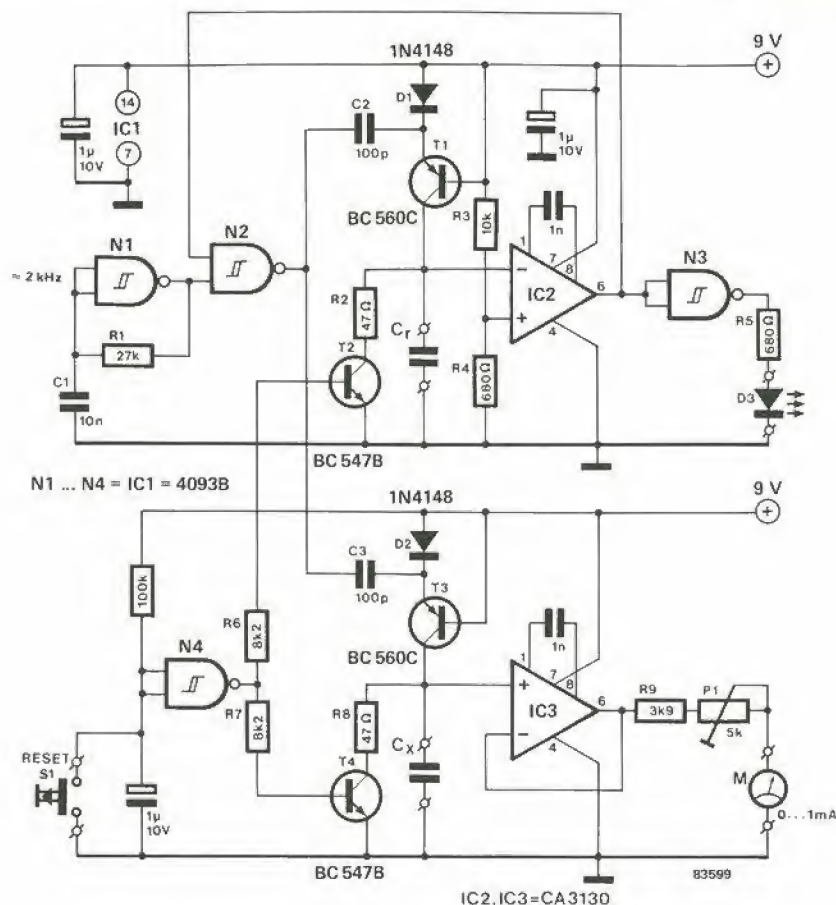 1N4148
9 V
+
D1
C2
100p
14
IC1
7
1µ
10V
T1
1µ
10V
BC 560C
R3
10k
1n
N1
N2
≈ 2 kHz
R1
27k
C1
10n
R2
47 Ω
T2
Cr
1
7
8
−
IC2
+
6
4
R4
680 Ω
N3
R5
680 Ω
D3
BC 547B
N1 ... N4 = IC1 = 4093B
1N4148
9 V
+
D2
C3
100p
T3
100k
N4
R6
8k2
R7
8k2
BC 560C
1n
R8
47 Ω
T4
Cx
1
7
8
+
IC3
−
6
4
R9
3k9
P1
5k
RESET
S1
1µ
10V
M
0...1mA
BC 547B
83599
IC2, IC3=CA3130